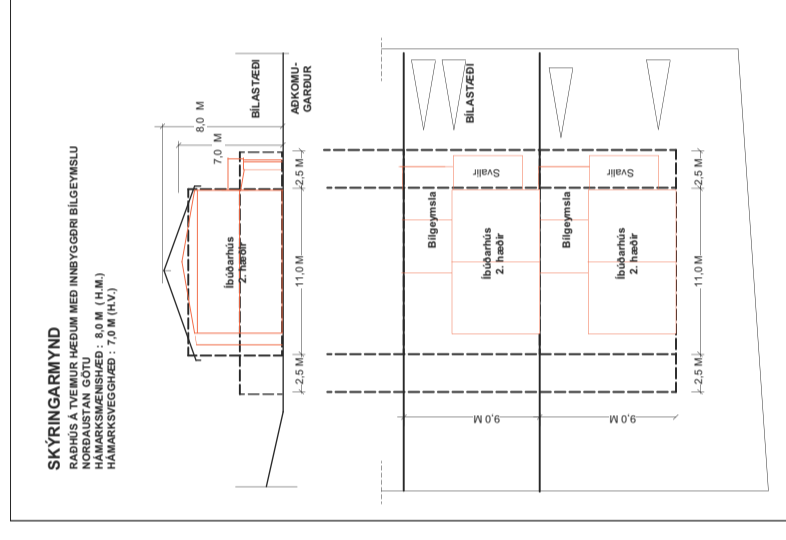 SKÝRINGARMYND
RAÐHÚS Á TVEIMUR HÆÐUM MEÐ INNBYGGÐRI BÍLGEYMSLU
NORÐAUSTAN GÖTU
HÁMARKSMÆNISHÆÐ : 8,0 M (H.M.)
HÁMARKSVEGGHÆÐ : 7,0 M (H.V.)
8,0 M
7,0 M
BÍLASTÆÐI
AÐKOMU-
GARÐUR
Íbúðarhús
2. hæðir
2,5 M
11,0 M
2,5 M
BÍLASTÆÐI
Svalir
Bílgeymsla
Íbúðarhús
2. hæðir
Svalir
Bílgeymsla
Íbúðarhús
2. hæðir
9,0 M
9,0 M
2,5 M
11,0 M
2,5 M